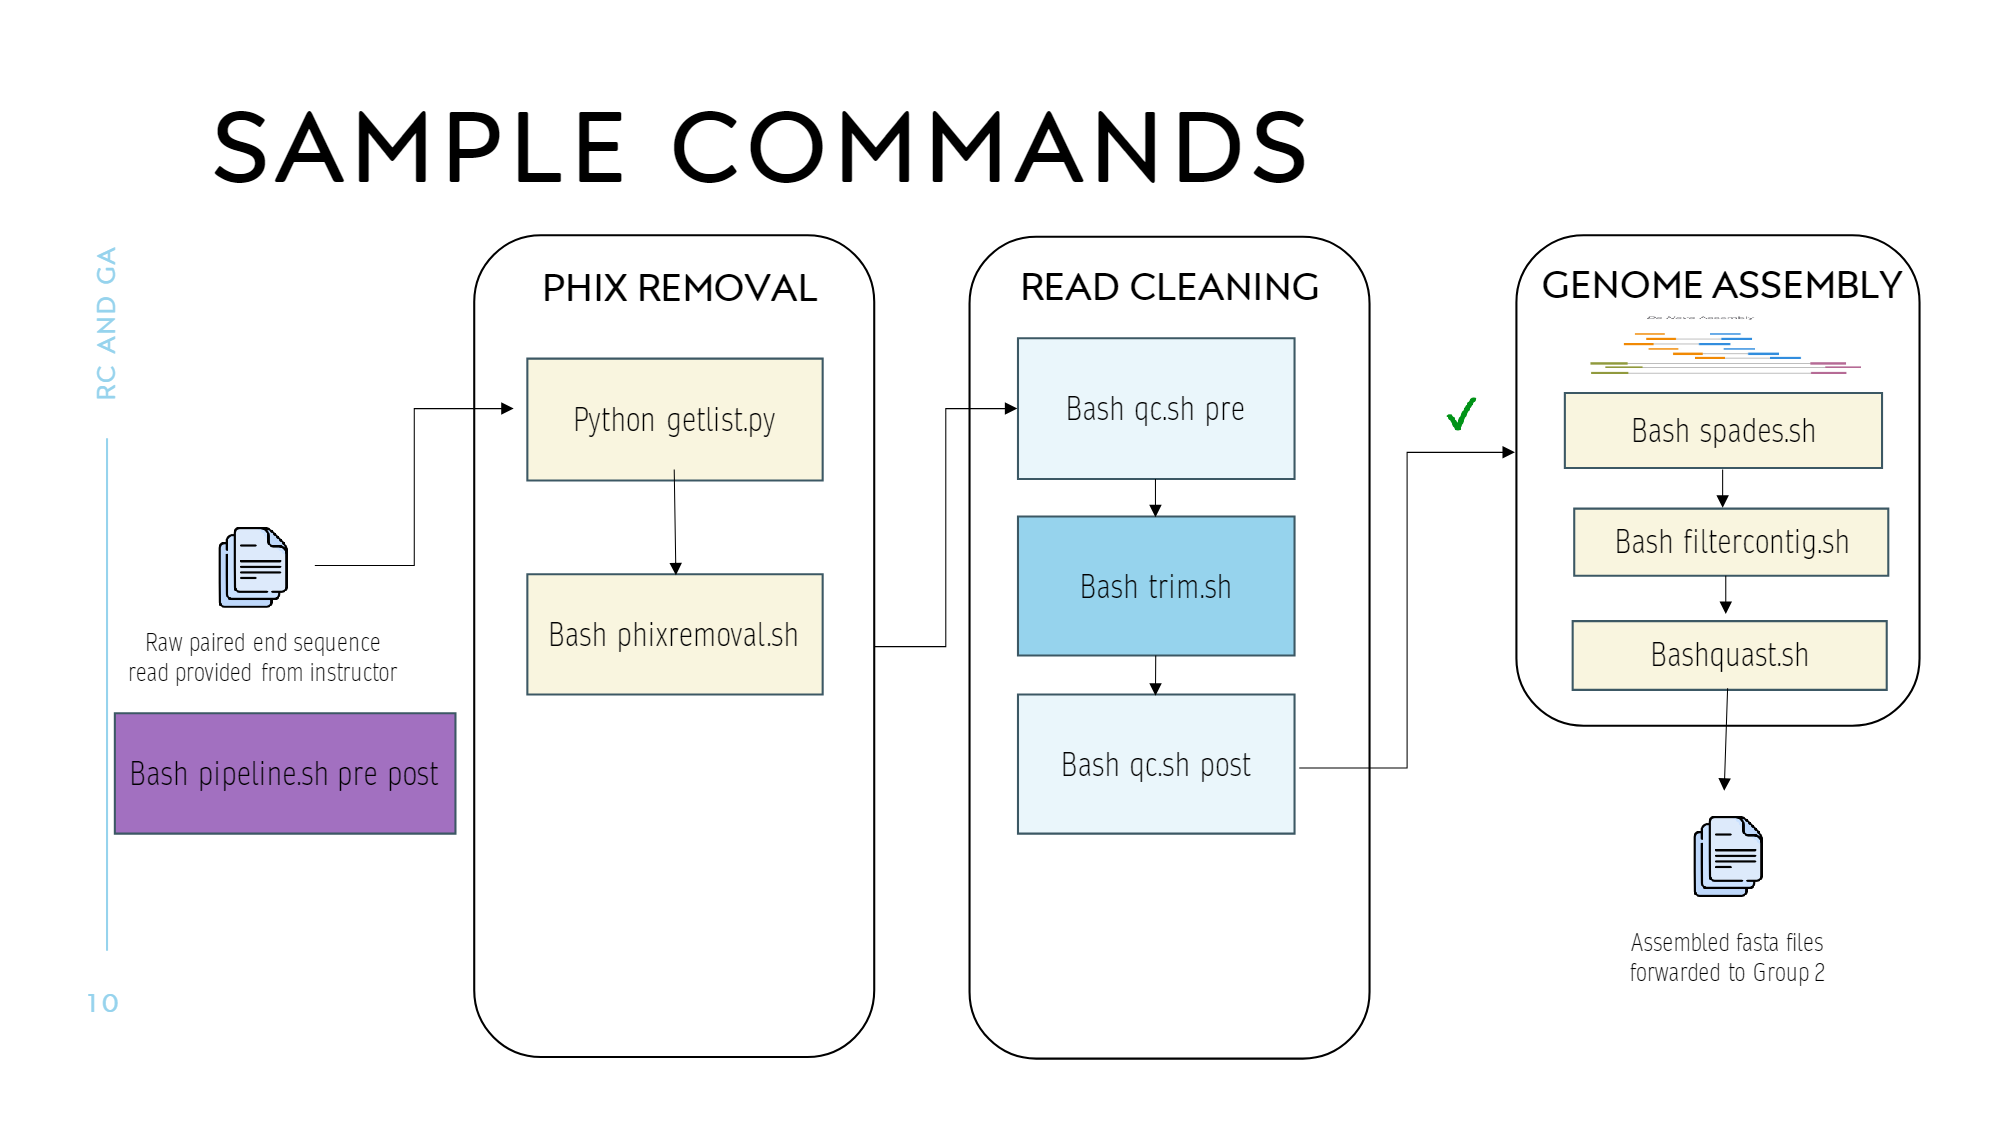 SAMPLE COMMANDS
RC AND GA
10
Raw paired end sequence
read provided from instructor
Bash pipeline.sh pre post
PHIX REMOVAL
Python getlist.py
Bash phixremoval.sh
READ CLEANING
Bash qc.sh pre
Bash trim.sh
Bash qc.sh post
GENOME ASSEMBLY
De Novo Assembly
Bash spades.sh
Bash filtercontig.sh
Bashquast.sh
Assembled fasta files
forwarded to Group 2